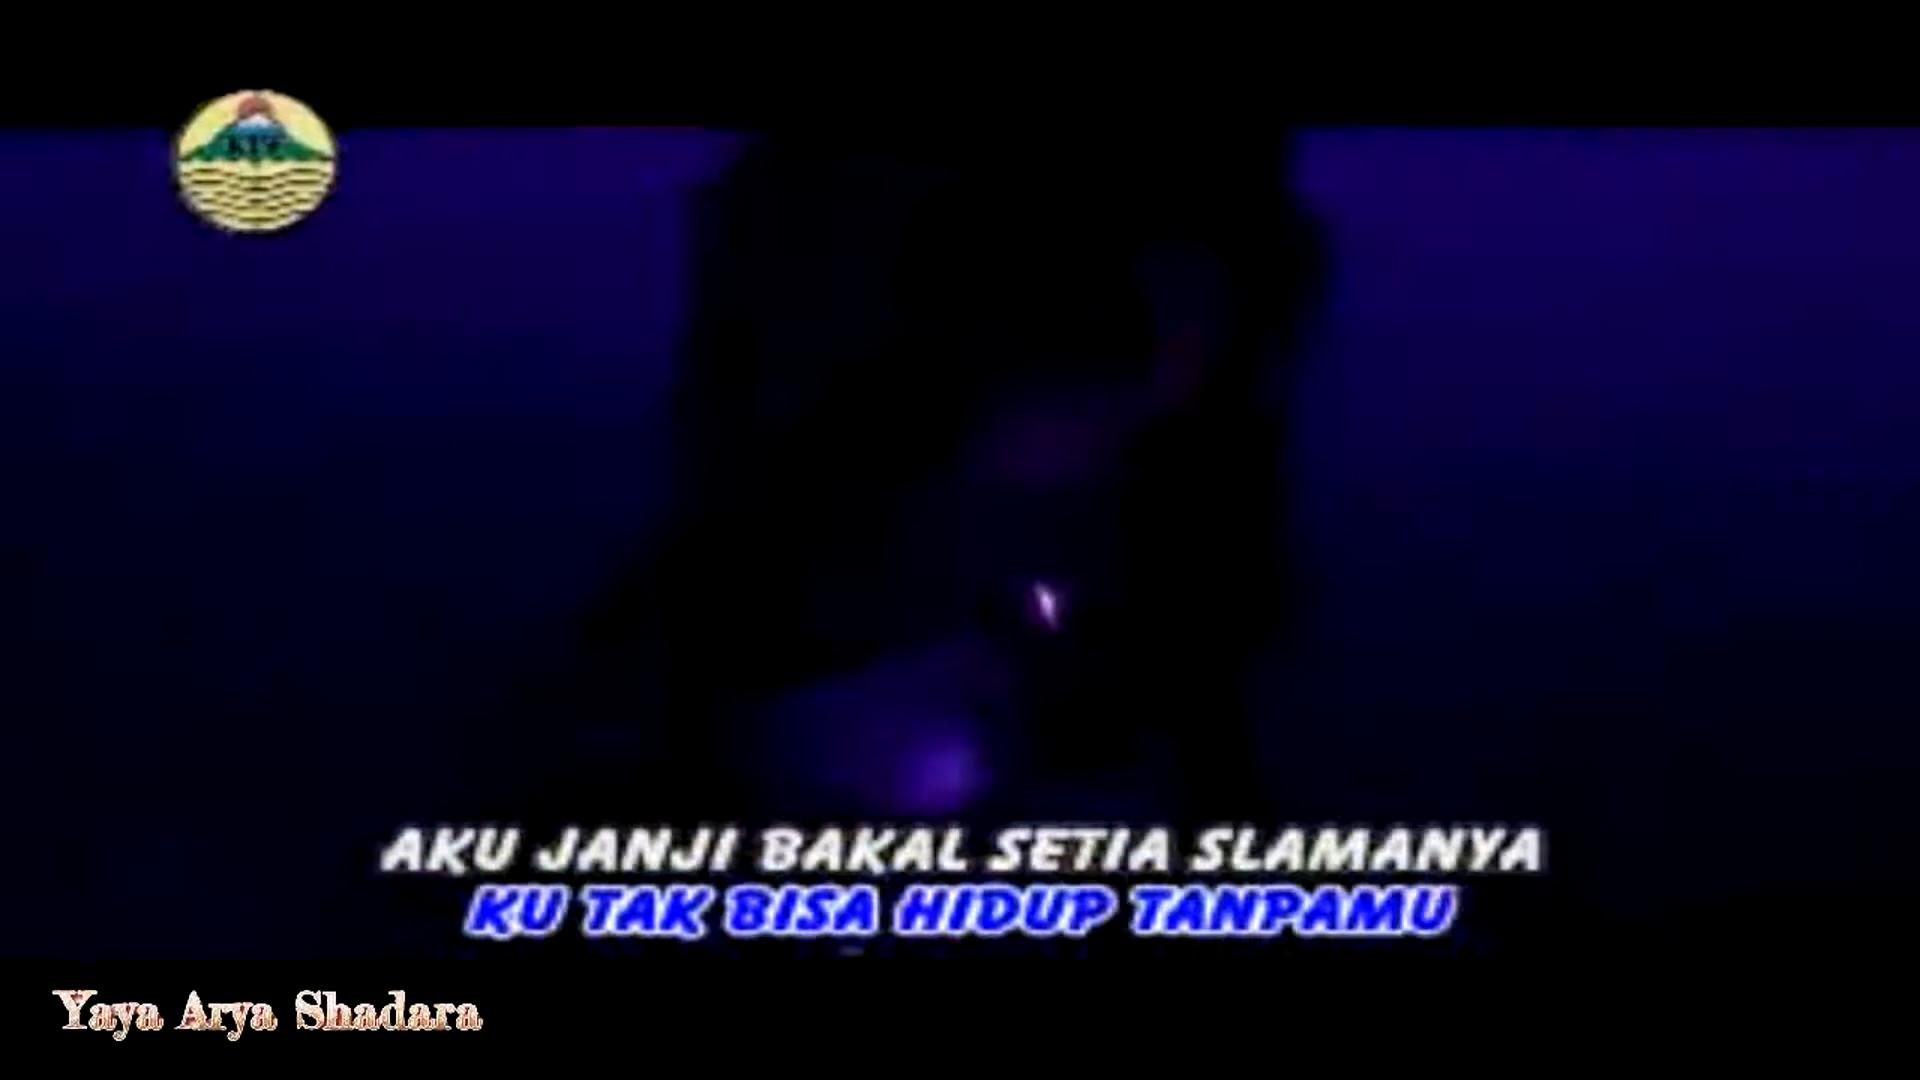 AKU JANJI BAKAL SETIA SLAMANYA
KU TAK BISA HIDUP TANPAMU
Yaya Arya Shadara